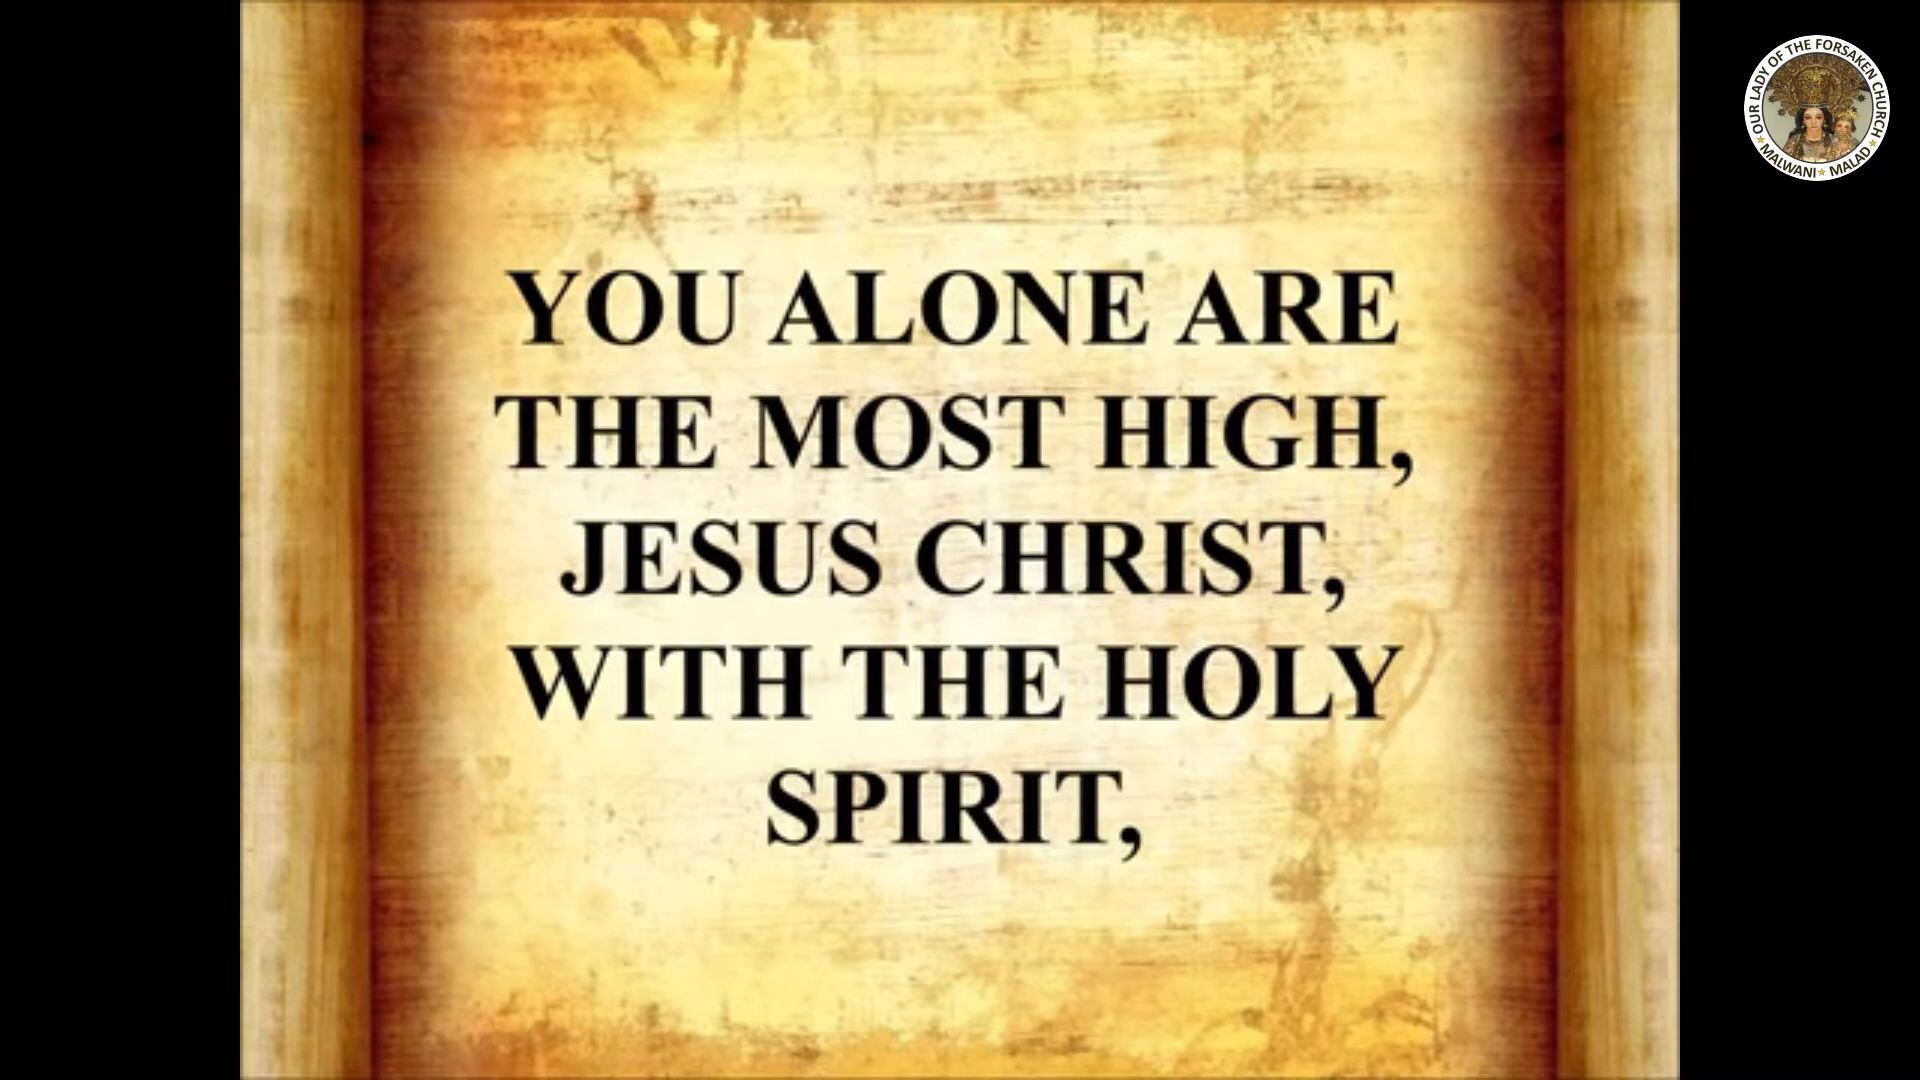 YOU ALONE ARE
THE MOST HIGH,
JESUS CHRIST,
WITH THE HOLY
SPIRIT,
OUR LADY OF THE FORSAKEN CHURCH
MALWANI ★ MALAD